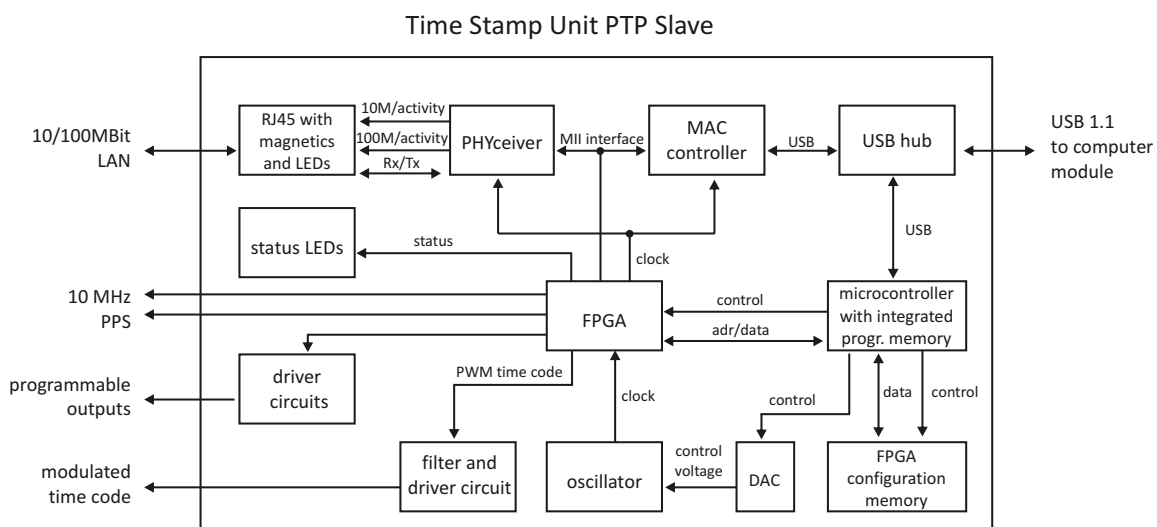 Time Stamp Unit PTP Slave
10/100MBit
LAN
RJ45 with
magnetics
and LEDs
10M/activity
100M/activity
Rx/Tx
PHYceiver
MII interface
MAC
controller
USB
USB hub
USB 1.1
to computer
module
status LEDs
status
clock
USB
10 MHz
PPS
FPGA
control
adr/data
microcontroller
with integrated
progr. memory
programmable
outputs
driver
circuits
PWM time code
clock
control
data
control
modulated
time code
filter and
driver circuit
oscillator
control
voltage
DAC
FPGA
configuration
memory